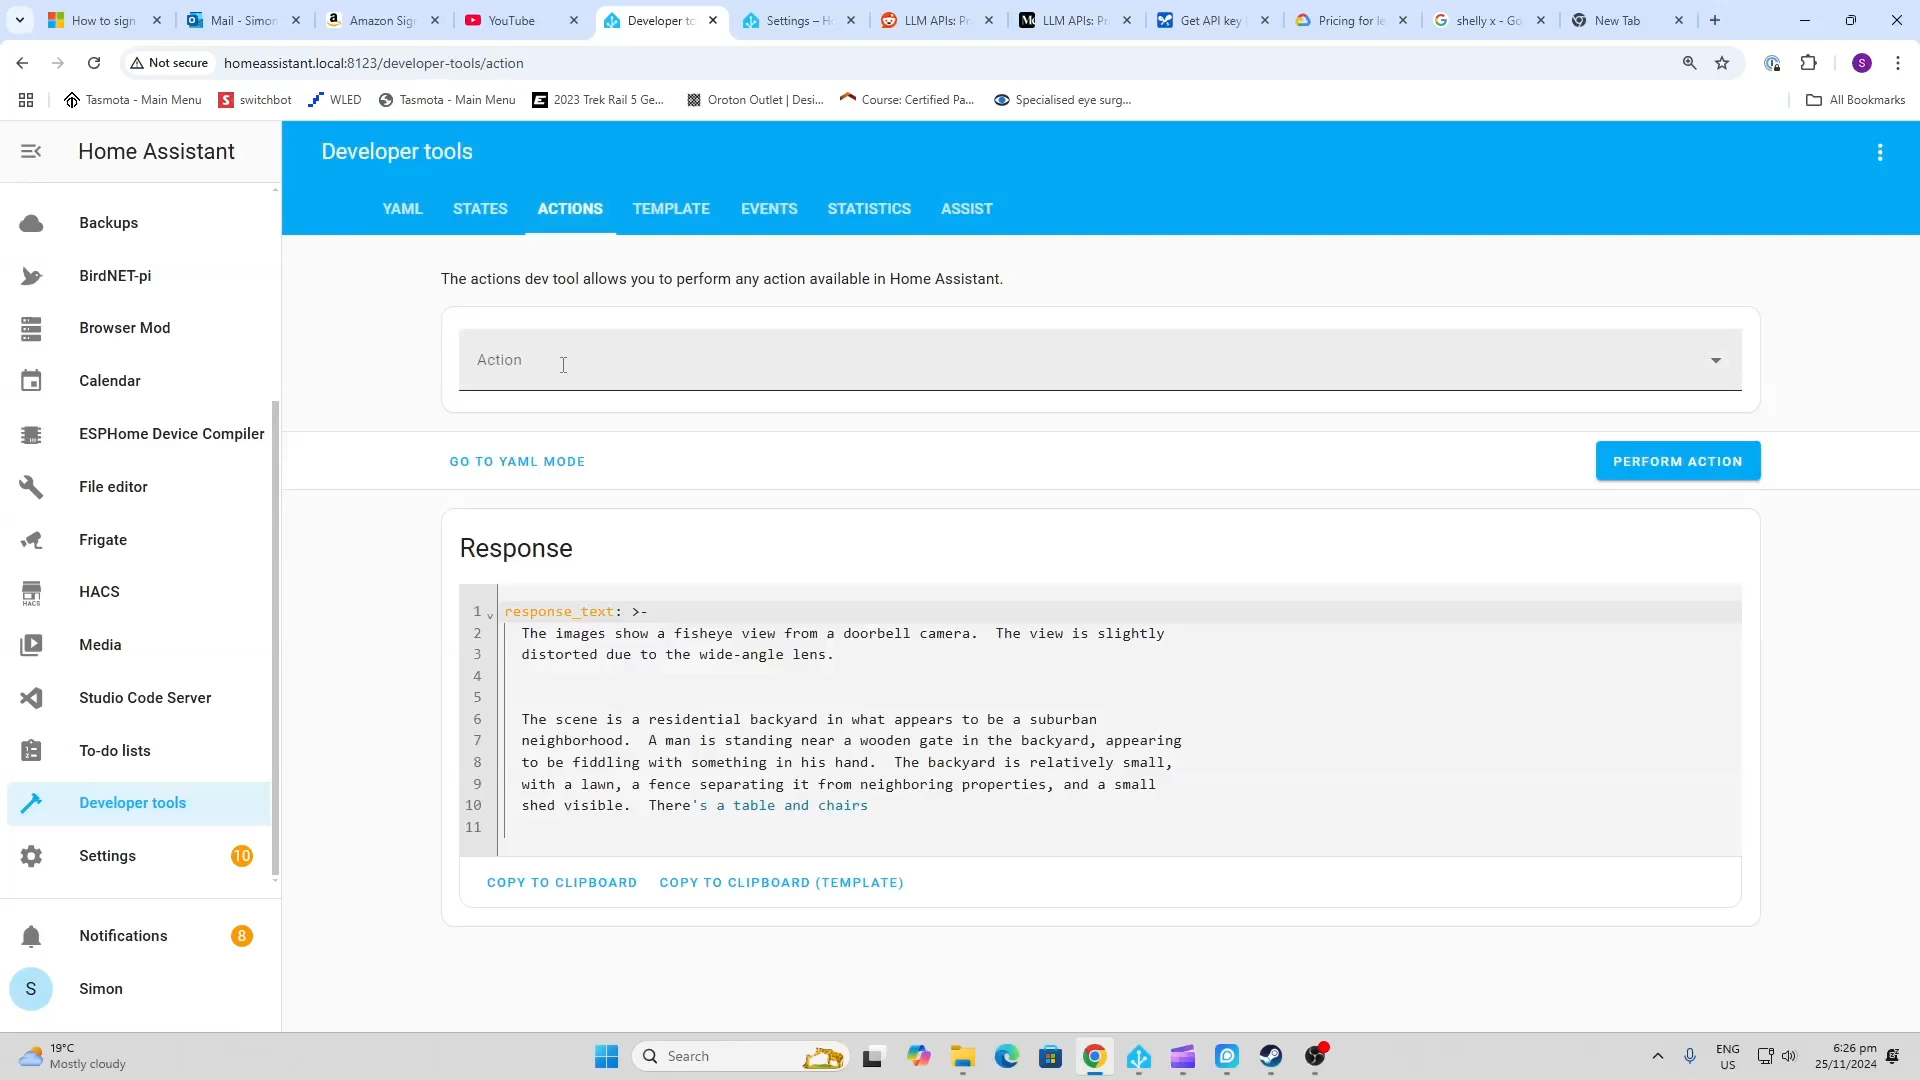 How to sign
Mail - Simon
Amazon Sig
YouTube
Developer to
Settings – H
LLM APIs: Pr
LLM APIs: Pr
Get API key
Pricing for l
shelly x - Go
New Tab
Not secure
homeassistant.local:8123/developer-tools/action
S
Tasmota - Main Menu
switchbot
WLED
Tasmota - Main Menu
2023 Trek Rail 5 Ge...
Oroton Outlet | Desi...
Course: Certified Pa...
Specialised eye surg...
All Bookmarks
Home Assistant
Developer tools
YAML
STATES
ACTIONS
TEMPLATE
EVENTS
STATISTICS
ASSIST
Backups
BirdNET-pi
Browser Mod
Calendar
ESPHome Device Compiler
File editor
Frigate
HACS
Media
Studio Code Server
To-do lists
Developer tools
Settings 10
Notifications 8
S Simon
The actions dev tool allows you to perform any action available in Home Assistant.
Action
GO TO YAML MODE
PERFORM ACTION
Response
1 response_text: >-
2 The images show a fisheye view from a doorbell camera.  The view is slightly
3 distorted due to the wide-angle lens.
4
5
6 The scene is a residential backyard in what appears to be a suburban
7 neighborhood.  A man is standing near a wooden gate in the backyard, appearing
8 to be fiddling with something in his hand.  The backyard is relatively small,
9 with a lawn, a fence separating it from neighboring properties, and a small
10 shed visible.  There's a table and chairs
11
COPY TO CLIPBOARD
COPY TO CLIPBOARD (TEMPLATE)
19°C
Mostly cloudy
Search
ENG
US
6:26 pm
25/11/2024